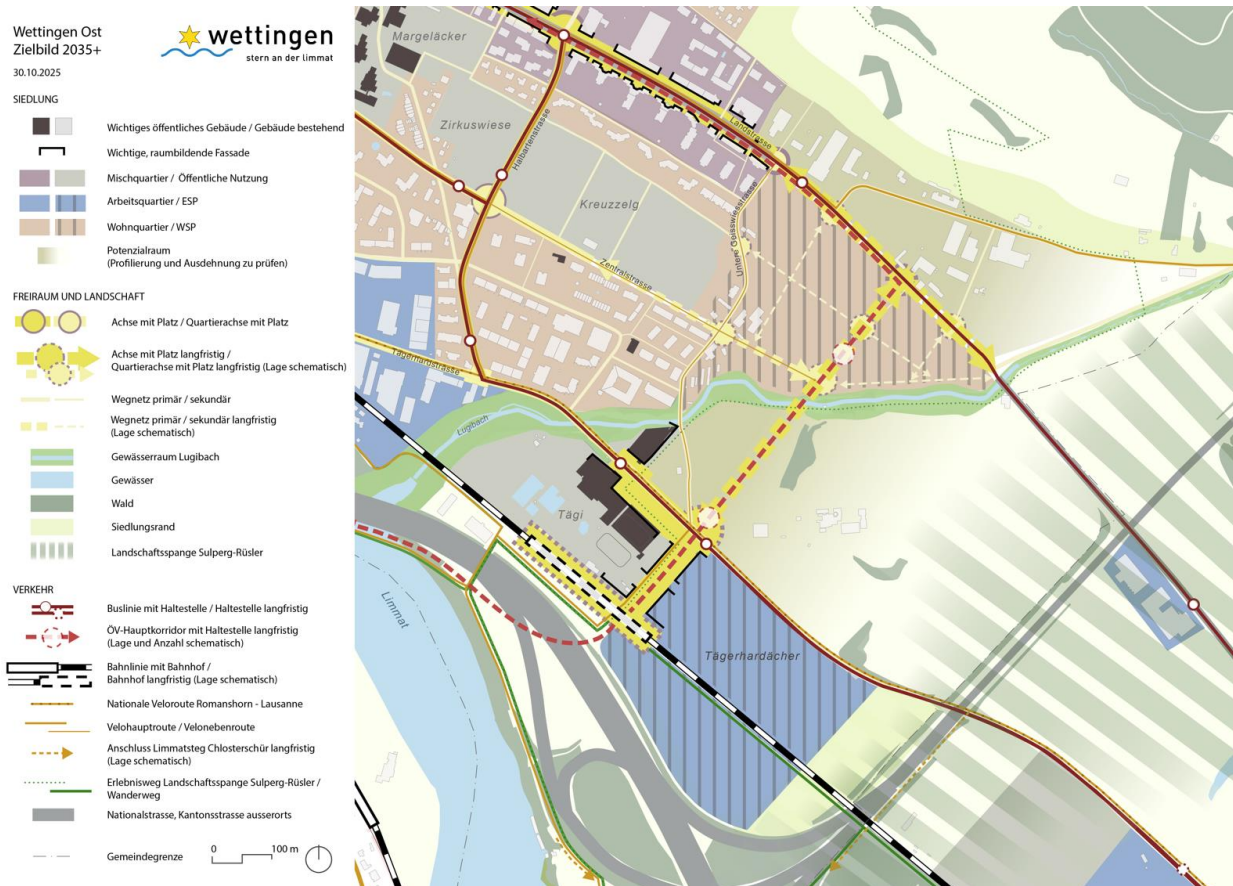 Wettingen Ost
Zielbild 2035+
30.10.2025
wettingen
stern an der limmat
SIEDLUNG
Wichtiges öffentliches Gebäude / Gebäude bestehend
Wichtige, raumbildende Fassade
Mischquartier / Öffentliche Nutzung
Arbeitsquartier / ESP
Wohnquartier / WSP
Potenzialraum
(Profilierung und Ausdehnung zu prüfen)
FREIRAUM UND LANDSCHAFT
Achse mit Platz / Quartierachse mit Platz
Achse mit Platz langfristig /
Quartierachse mit Platz langfristig (Lage schematisch)
Wegnetz primär / sekundär
Wegnetz primär / sekundär langfristig
(Lage schematisch)
Gewässerraum Lugibach
Gewässer
Wald
Siedlungsrand
Landschaftsspange Sulperg-Rüsler
VERKEHR
Buslinie mit Haltestelle / Haltestelle langfristig
ÖV-Hauptkorridor mit Haltestelle langfristig
(Lage und Anzahl schematisch)
Bahnlinie mit Bahnhof /
Bahnhof langfristig (Lage schematisch)
Nationale Veloroute Romanshorn - Lausanne
Velohauptroute / Velonebenroute
Anschluss Limmatsteg Chlosterschür langfristig
(Lage schematisch)
Erlebnisweg Landschaftsspange Sulperg-Rüsler /
Wanderweg
Nationalstrasse, Kantonsstrasse ausserorts
Gemeindegrenze
0 100 m
Margeläcker
Zirkuswiese
Halbartenstrasse
Landstrasse
Kreuzzelg
Untere Geisswiesstrasse
Zentralstrasse
Tägerhardstrasse
Lugibach
Tägi
Limmat
Tägerhardächer